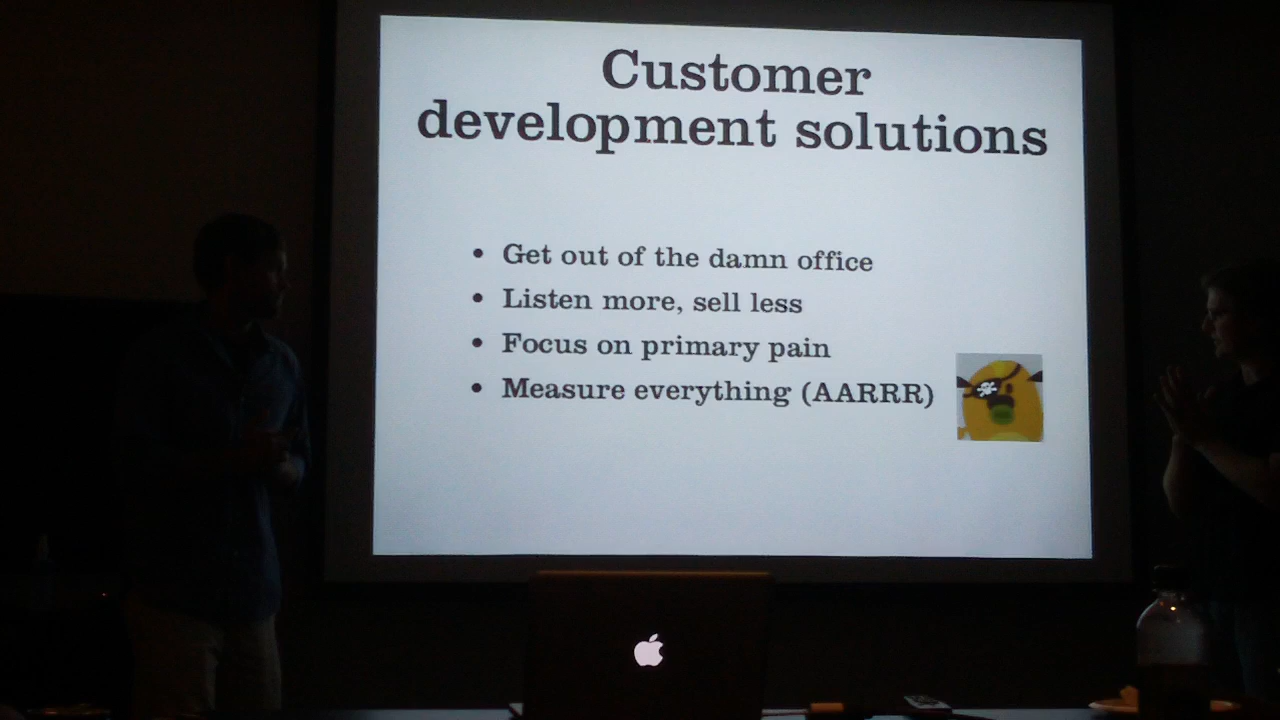 Customer
development solutions
• Get out of the damn office
• Listen more, sell less
• Focus on primary pain
• Measure everything (AARRR)